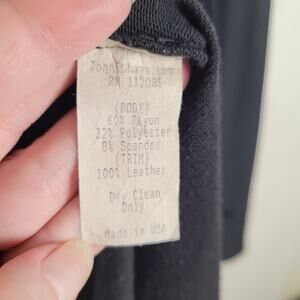 RN 112085
(BODY)
60% Rayon
32% Polyester
8% Spandex
(TRIM)
100% Leather
Dry Clean
Only
Made in USA